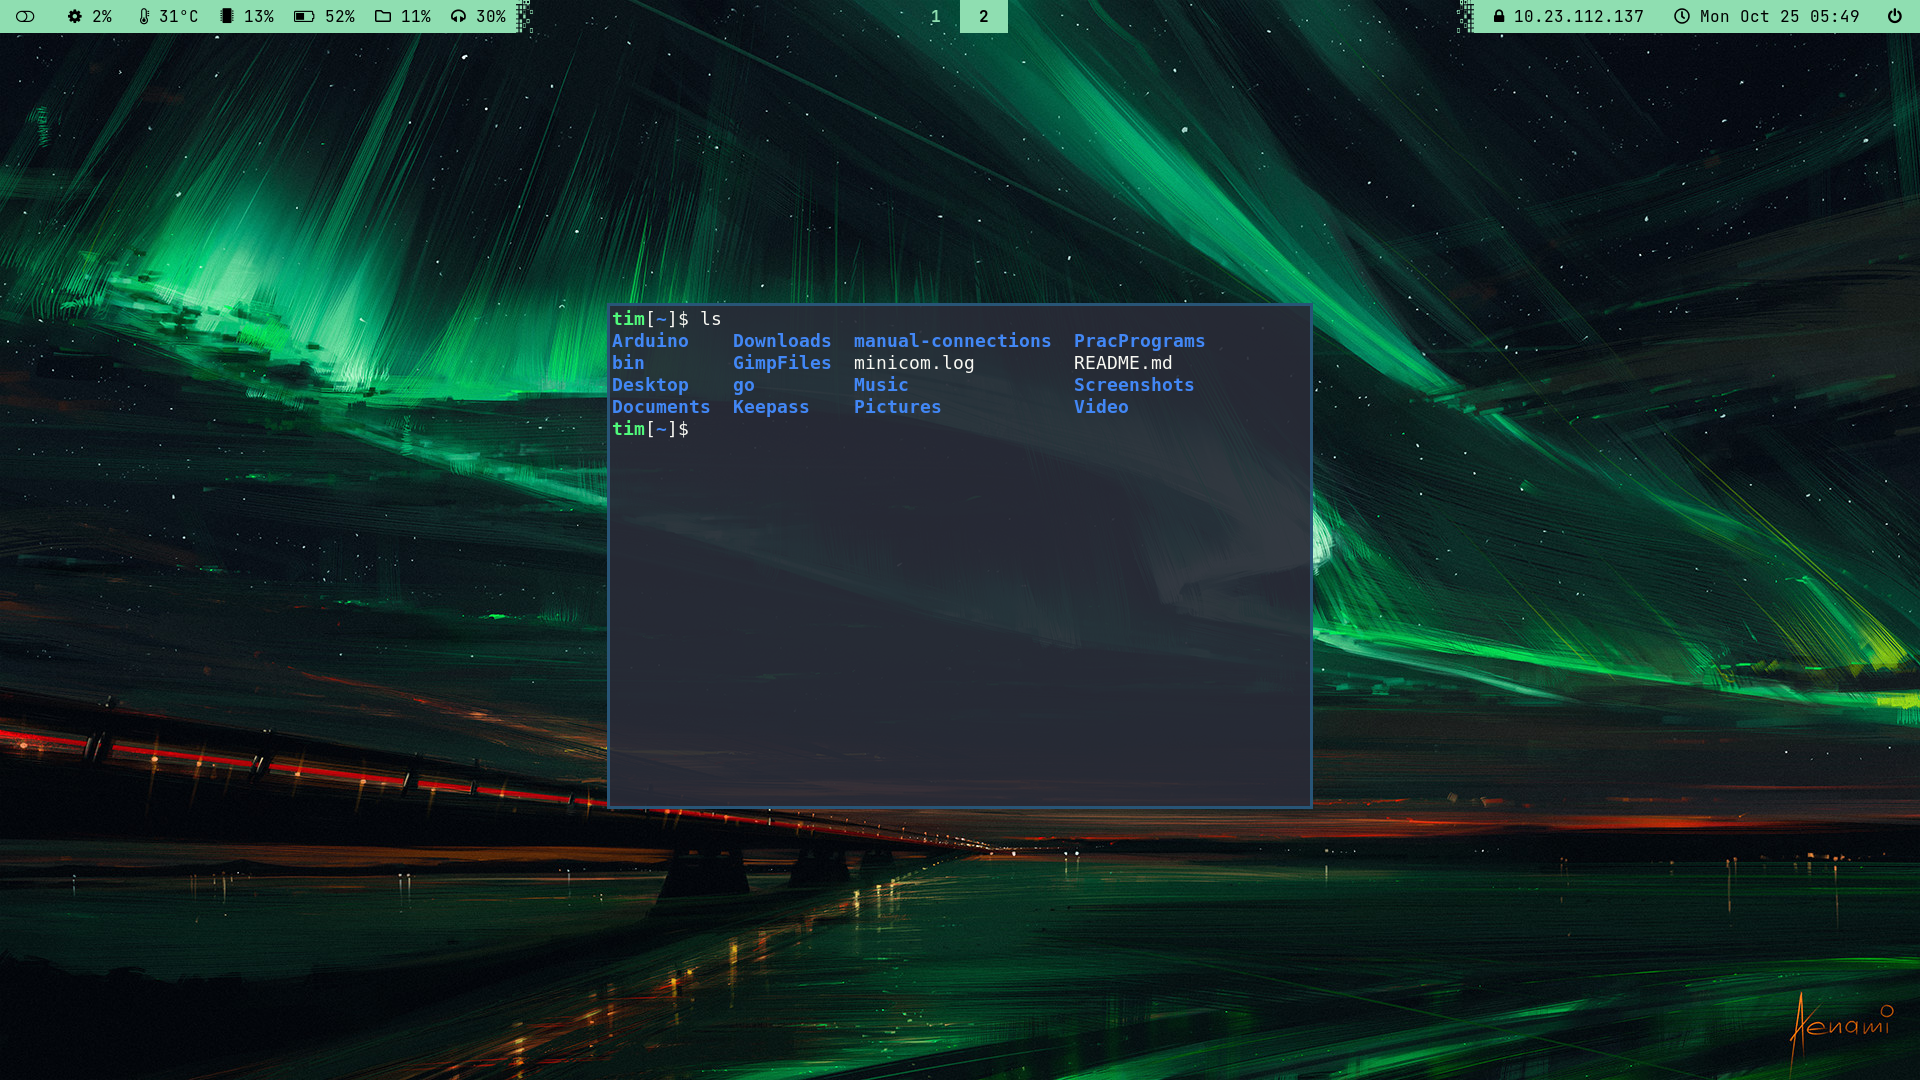 2% 31°C 13% 52% 11% 30% 1 2 10.23.112.137 Mon Oct 25 05:49
tim[~]$ ls
Arduino Downloads manual-connections PracPrograms
bin GimpFiles minicom.log README.md
Desktop go Music Screenshots
Documents Keepass Pictures Video
tim[~]$
Aenami